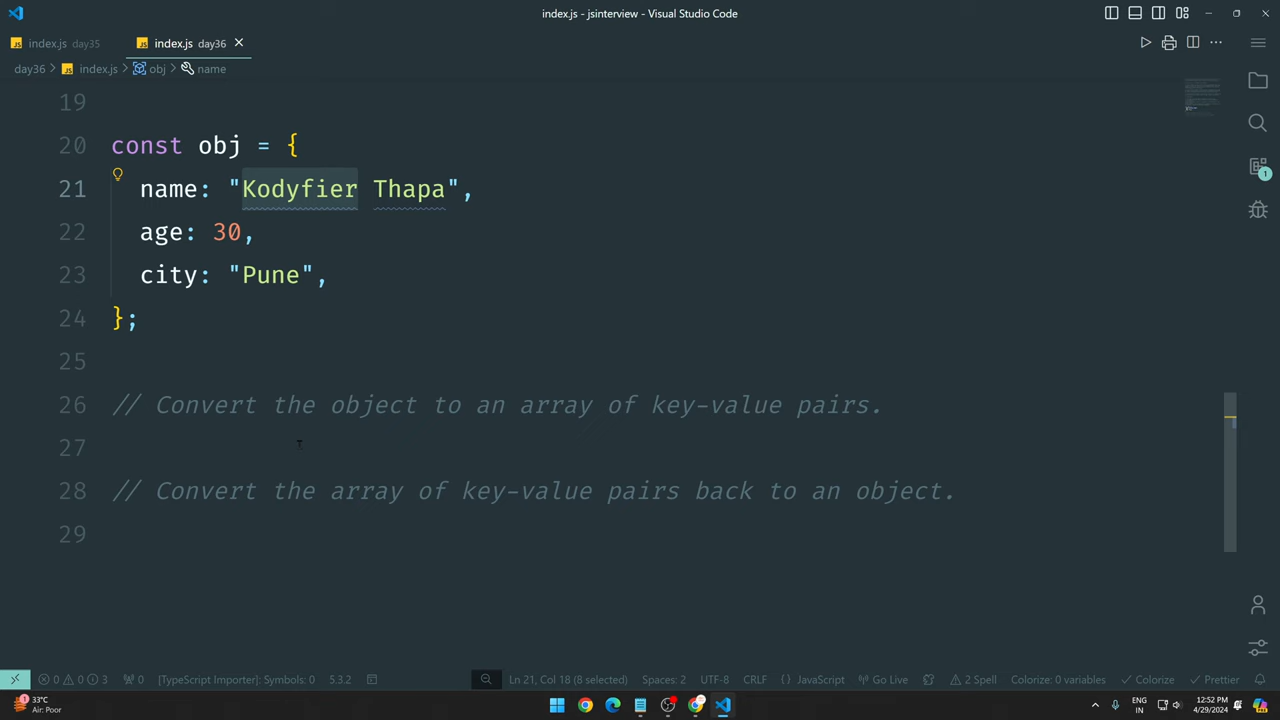 index.js - jsinterview - Visual Studio Code
JS index.js day35 JS index.js day36
day36 > JS index.js > obj > name
19
20 const obj = {
21 name: "Kodyfier Thapa",
22 age: 30,
23 city: "Pune",
24 };
25
26 // Convert the object to an array of key-value pairs.
27
28 // Convert the array of key-value pairs back to an object.
29
1
0 0 3 0 [TypeScript Importer]: Symbols: 0 5.3.2 Ln 21, Col 18 (8 selected) Spaces: 2 UTF-8 CRLF { } JavaScript Go Live 2 Spell Colorize: 0 variables Colorize Prettier
1 33°C ENG 12:52 PM
Air: Poor IN 4/29/2024